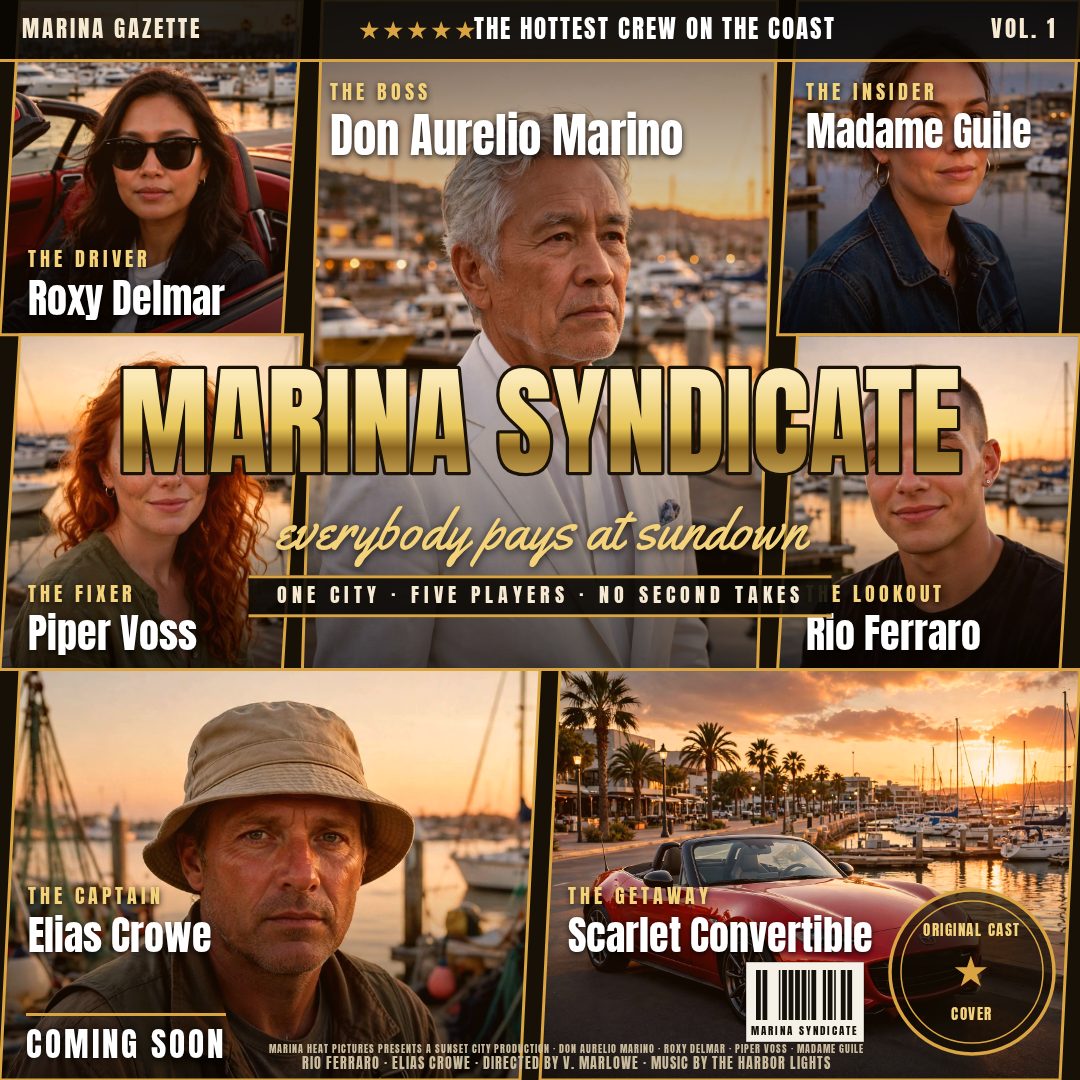 MARINA GAZETTE
★★★★★THE HOTTEST CREW ON THE COAST
VOL. 1
THE DRIVER
Roxy Delmar
THE BOSS
Don Aurelio Marino
THE INSIDER
Madame Guile
MARINA SYNDICATE
everybody pays at sundown
ONE CITY · FIVE PLAYERS · NO SECOND TAKES
THE FIXER
Piper Voss
E LOOKOUT
Rio Ferraro
THE CAPTAIN
Elias Crowe
THE GETAWAY
Scarlet Convertible
ORIGINAL CAST
★
COVER
MARINA SYNDICATE
COMING SOON
MARINA HEAT PICTURES PRESENTS A SUNSET CITY PRODUCTION · DON AURELIO MARINO · ROXY DELMAR · PIPER VOSS · MADAME GUILE
RIO FERRARO · ELIAS CROWE · DIRECTED BY V. MARLOWE · MUSIC BY THE HARBOR LIGHTS